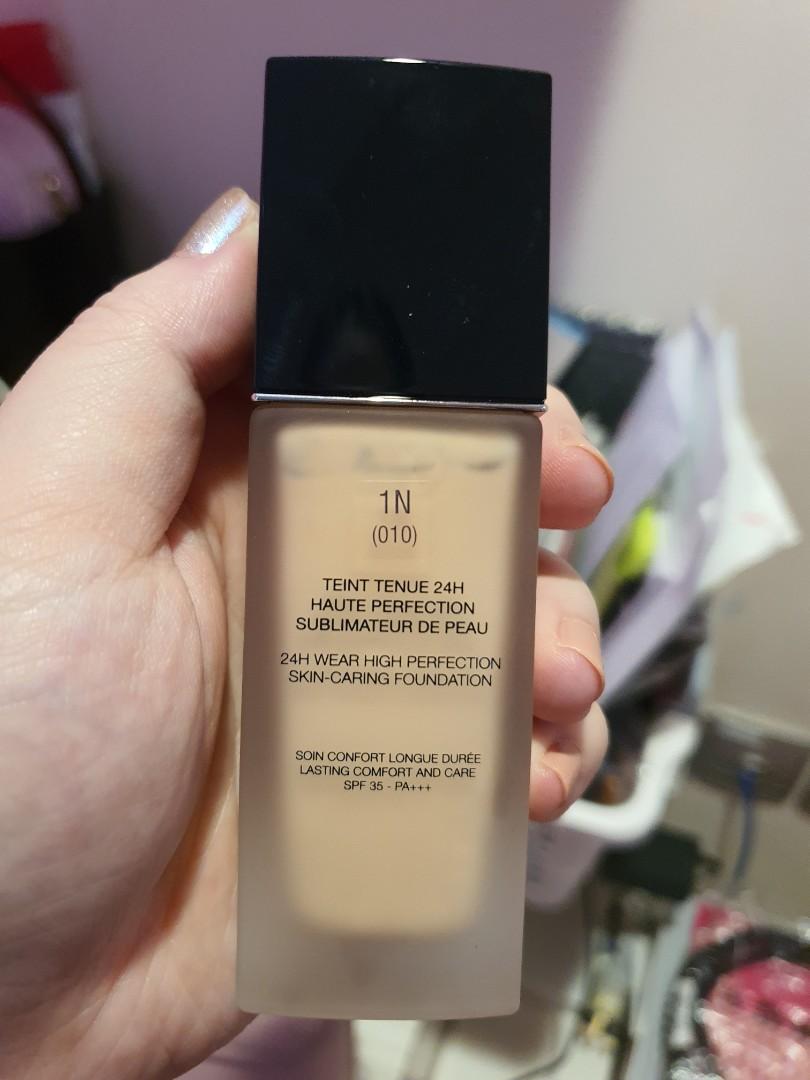 1N
(010)
TEINT TENUE 24H
HAUTE PERFECTION
SUBLIMATEUR DE PEAU
24H WEAR HIGH PERFECTION
SKIN-CARING FOUNDATION
SOIN CONFORT LONGUE DURÉE
LASTING COMFORT AND CARE
SPF 35 - PA+++